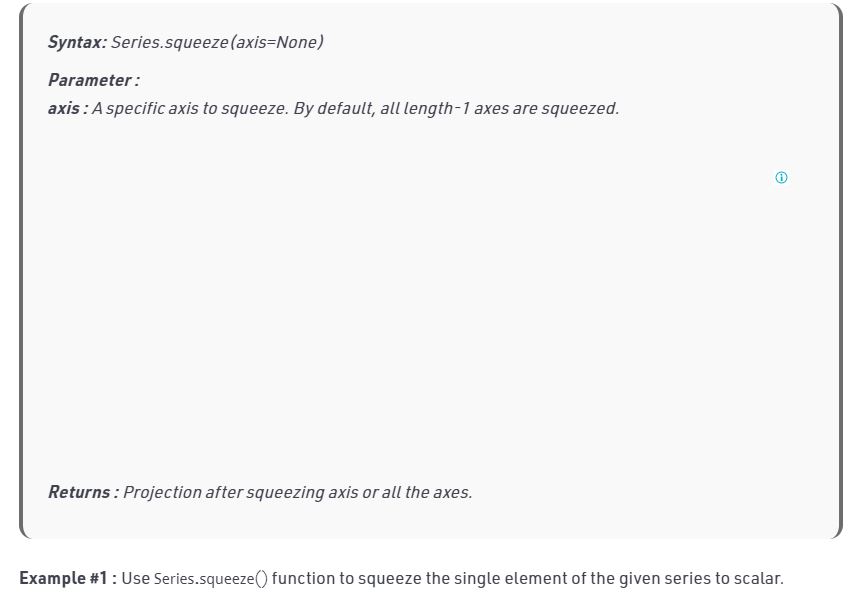 Syntax: Series.squeeze(axis=None)
Parameter :
axis : A specific axis to squeeze. By default, all length-1 axes are squeezed.
Returns : Projection after squeezing axis or all the axes.
Example #1 : Use Series.squeeze() function to squeeze the single element of the given series to scalar.